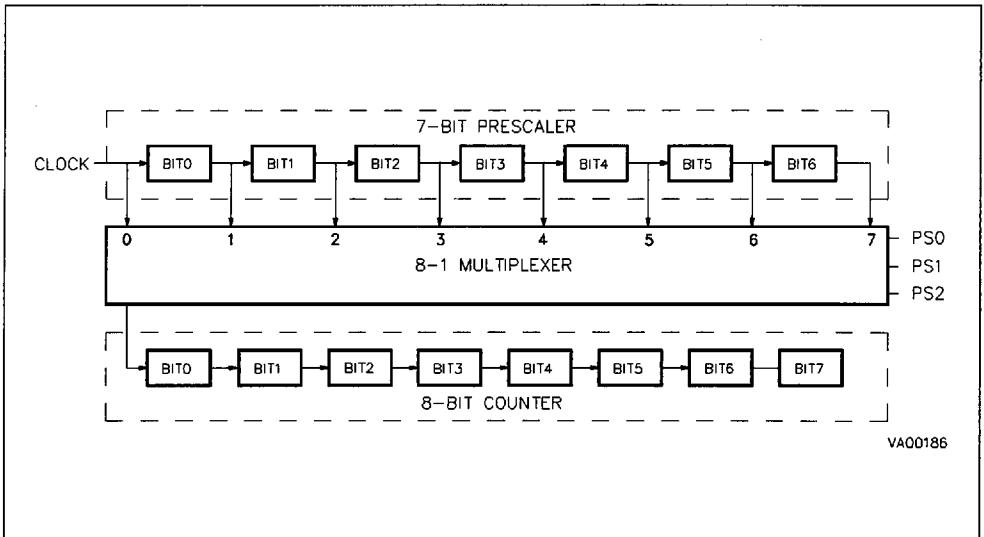 7-BIT PRESCALER
CLOCK BIT0 BIT1 BIT2 BIT3 BIT4 BIT5 BIT6
0 1 2 3 4 5 6 7 PS0
8-1 MULTIPLEXER PS1
PS2
BIT0 BIT1 BIT2 BIT3 BIT4 BIT5 BIT6 BIT7
8-BIT COUNTER
VA00186